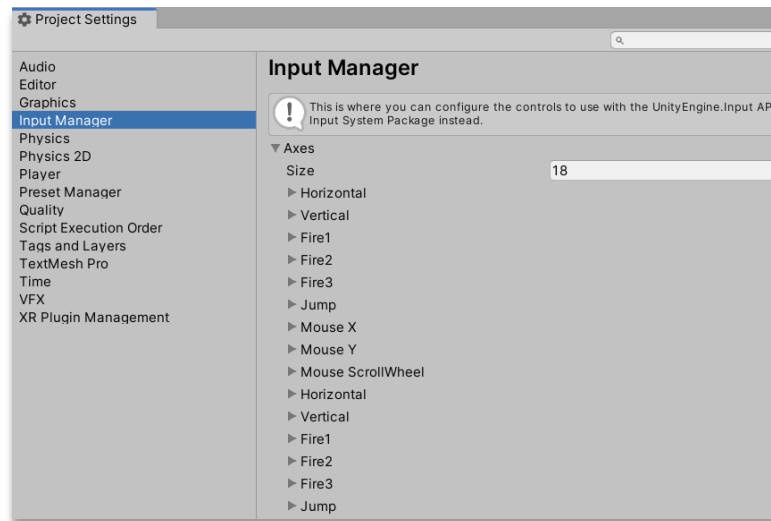 Project Settings
Audio
Editor
Graphics
Input Manager
Physics
Physics 2D
Player
Preset Manager
Quality
Script Execution Order
Tags and Layers
TextMesh Pro
Time
VFX
XR Plugin Management
Input Manager
This is where you can configure the controls to use with the UnityEngine.Input AP
Input System Package instead.
Axes
Size 18
Horizontal
Vertical
Fire1
Fire2
Fire3
Jump
Mouse X
Mouse Y
Mouse ScrollWheel
Horizontal
Vertical
Fire1
Fire2
Fire3
Jump